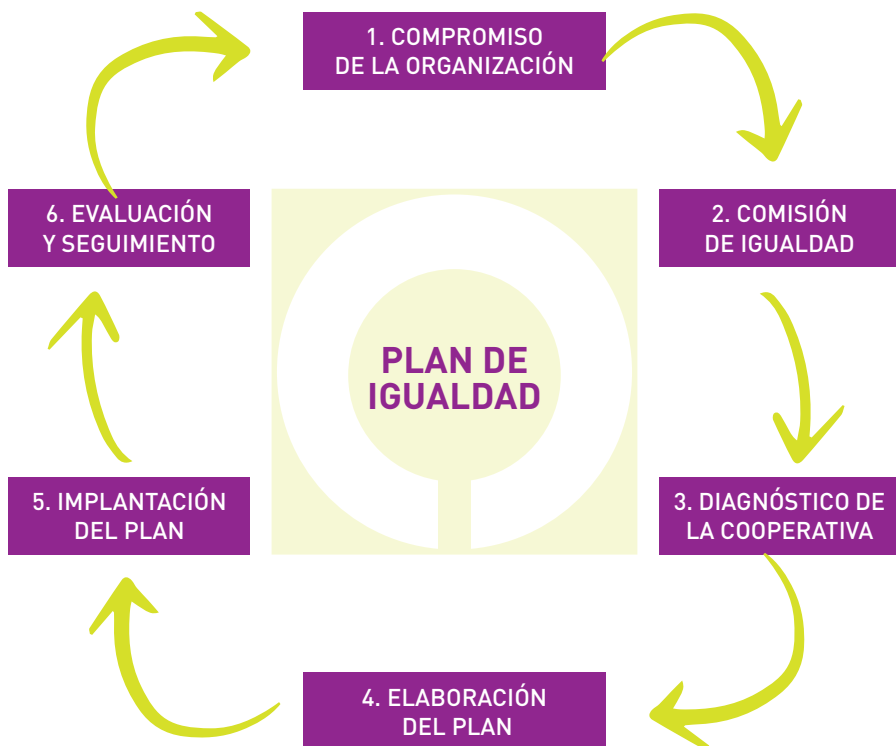 1. COMPROMISO
DE LA ORGANIZACIÓN
2. COMISIÓN
DE IGUALDAD
3. DIAGNÓSTICO DE
LA COOPERATIVA
4. ELABORACIÓN
DEL PLAN
5. IMPLANTACIÓN
DEL PLAN
6. EVALUACIÓN
Y SEGUIMIENTO
PLAN DE
IGUALDAD